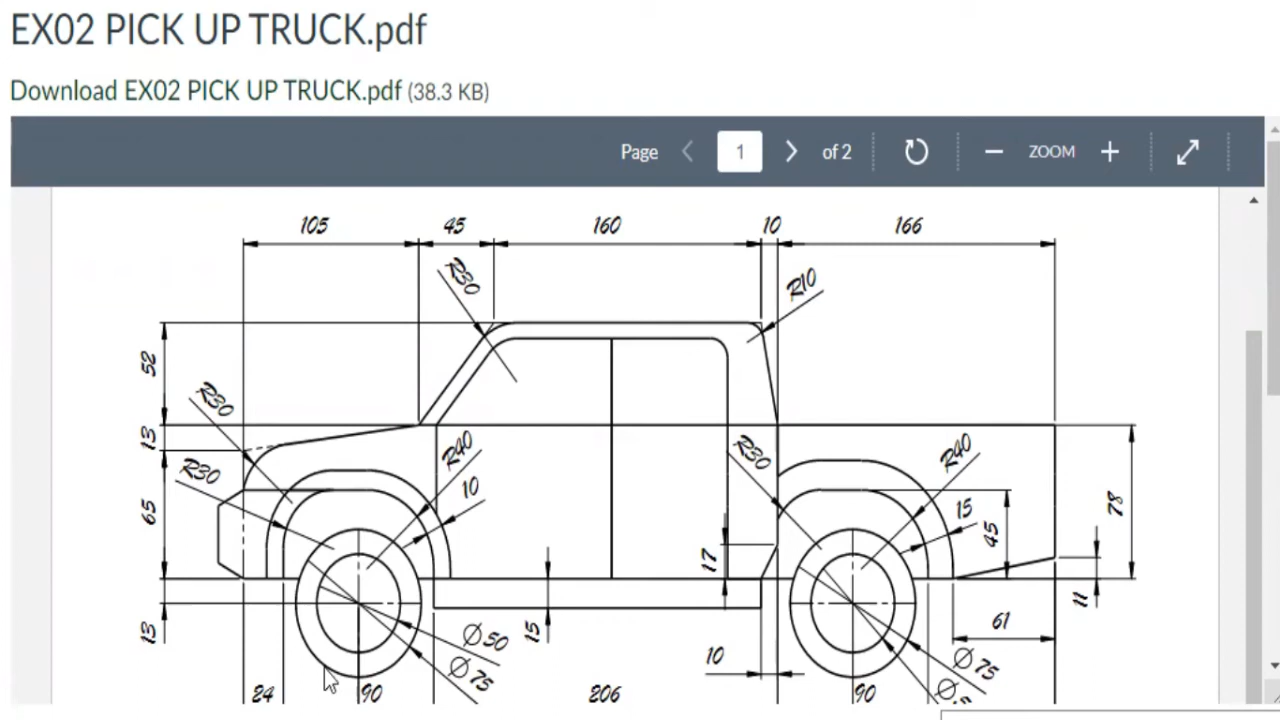 EX02 PICK UP TRUCK.pdf
Download EX02 PICK UP TRUCK.pdf (38.3 KB)
Page 1 of 2 ZOOM
105 45 160 10 166
R30 R10
52
R30
13 R40 R30 R40
R30 10
65 15 45 78
17
11
13 Ø50 15 61
Ø75 10 Ø75
24 90 206 90